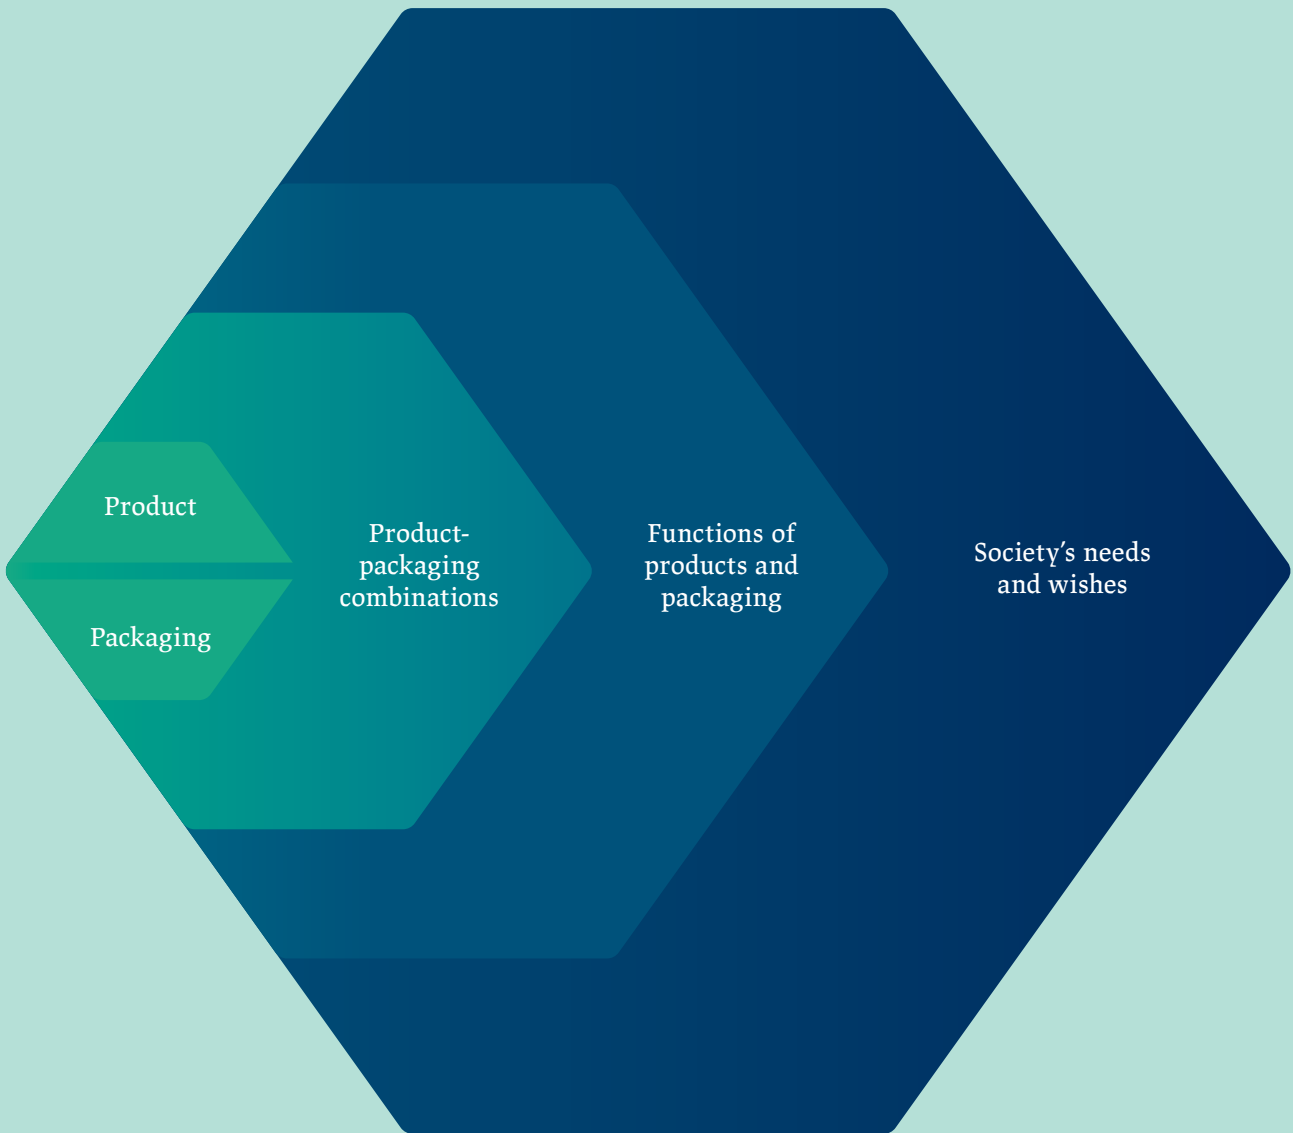 Product
Packaging
Product-
packaging
combinations
Functions of
products and
packaging
Society's needs
and wishes